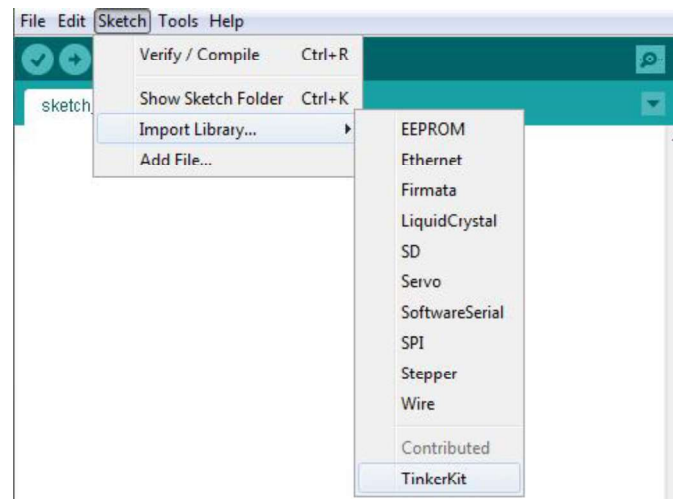 File Edit Sketch Tools Help
Verify / Compile Ctrl+R
Show Sketch Folder Ctrl+K
Import Library...
Add File...
sketch_
EEPROM
Ethernet
Firmata
LiquidCrystal
SD
Servo
SoftwareSerial
SPI
Stepper
Wire
Contributed
TinkerKit